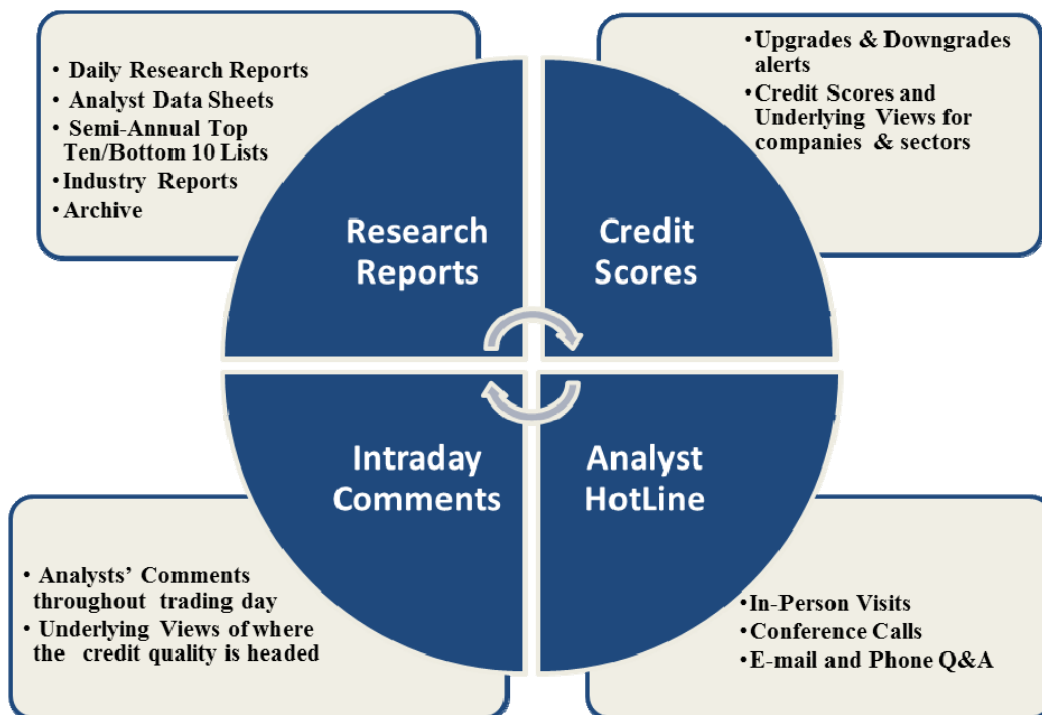 • Daily Research Reports
• Analyst Data Sheets
• Semi-Annual Top
Ten/Bottom 10 Lists
• Industry Reports
• Archive
• Upgrades & Downgrades
alerts
• Credit Scores and
Underlying Views for
companies & sectors
Research
Reports
Credit
Scores
Intraday
Comments
Analyst
HotLine
• Analysts’ Comments
throughout trading day
• Underlying Views of where
the credit quality is headed
• In-Person Visits
• Conference Calls
• E-mail and Phone Q&A